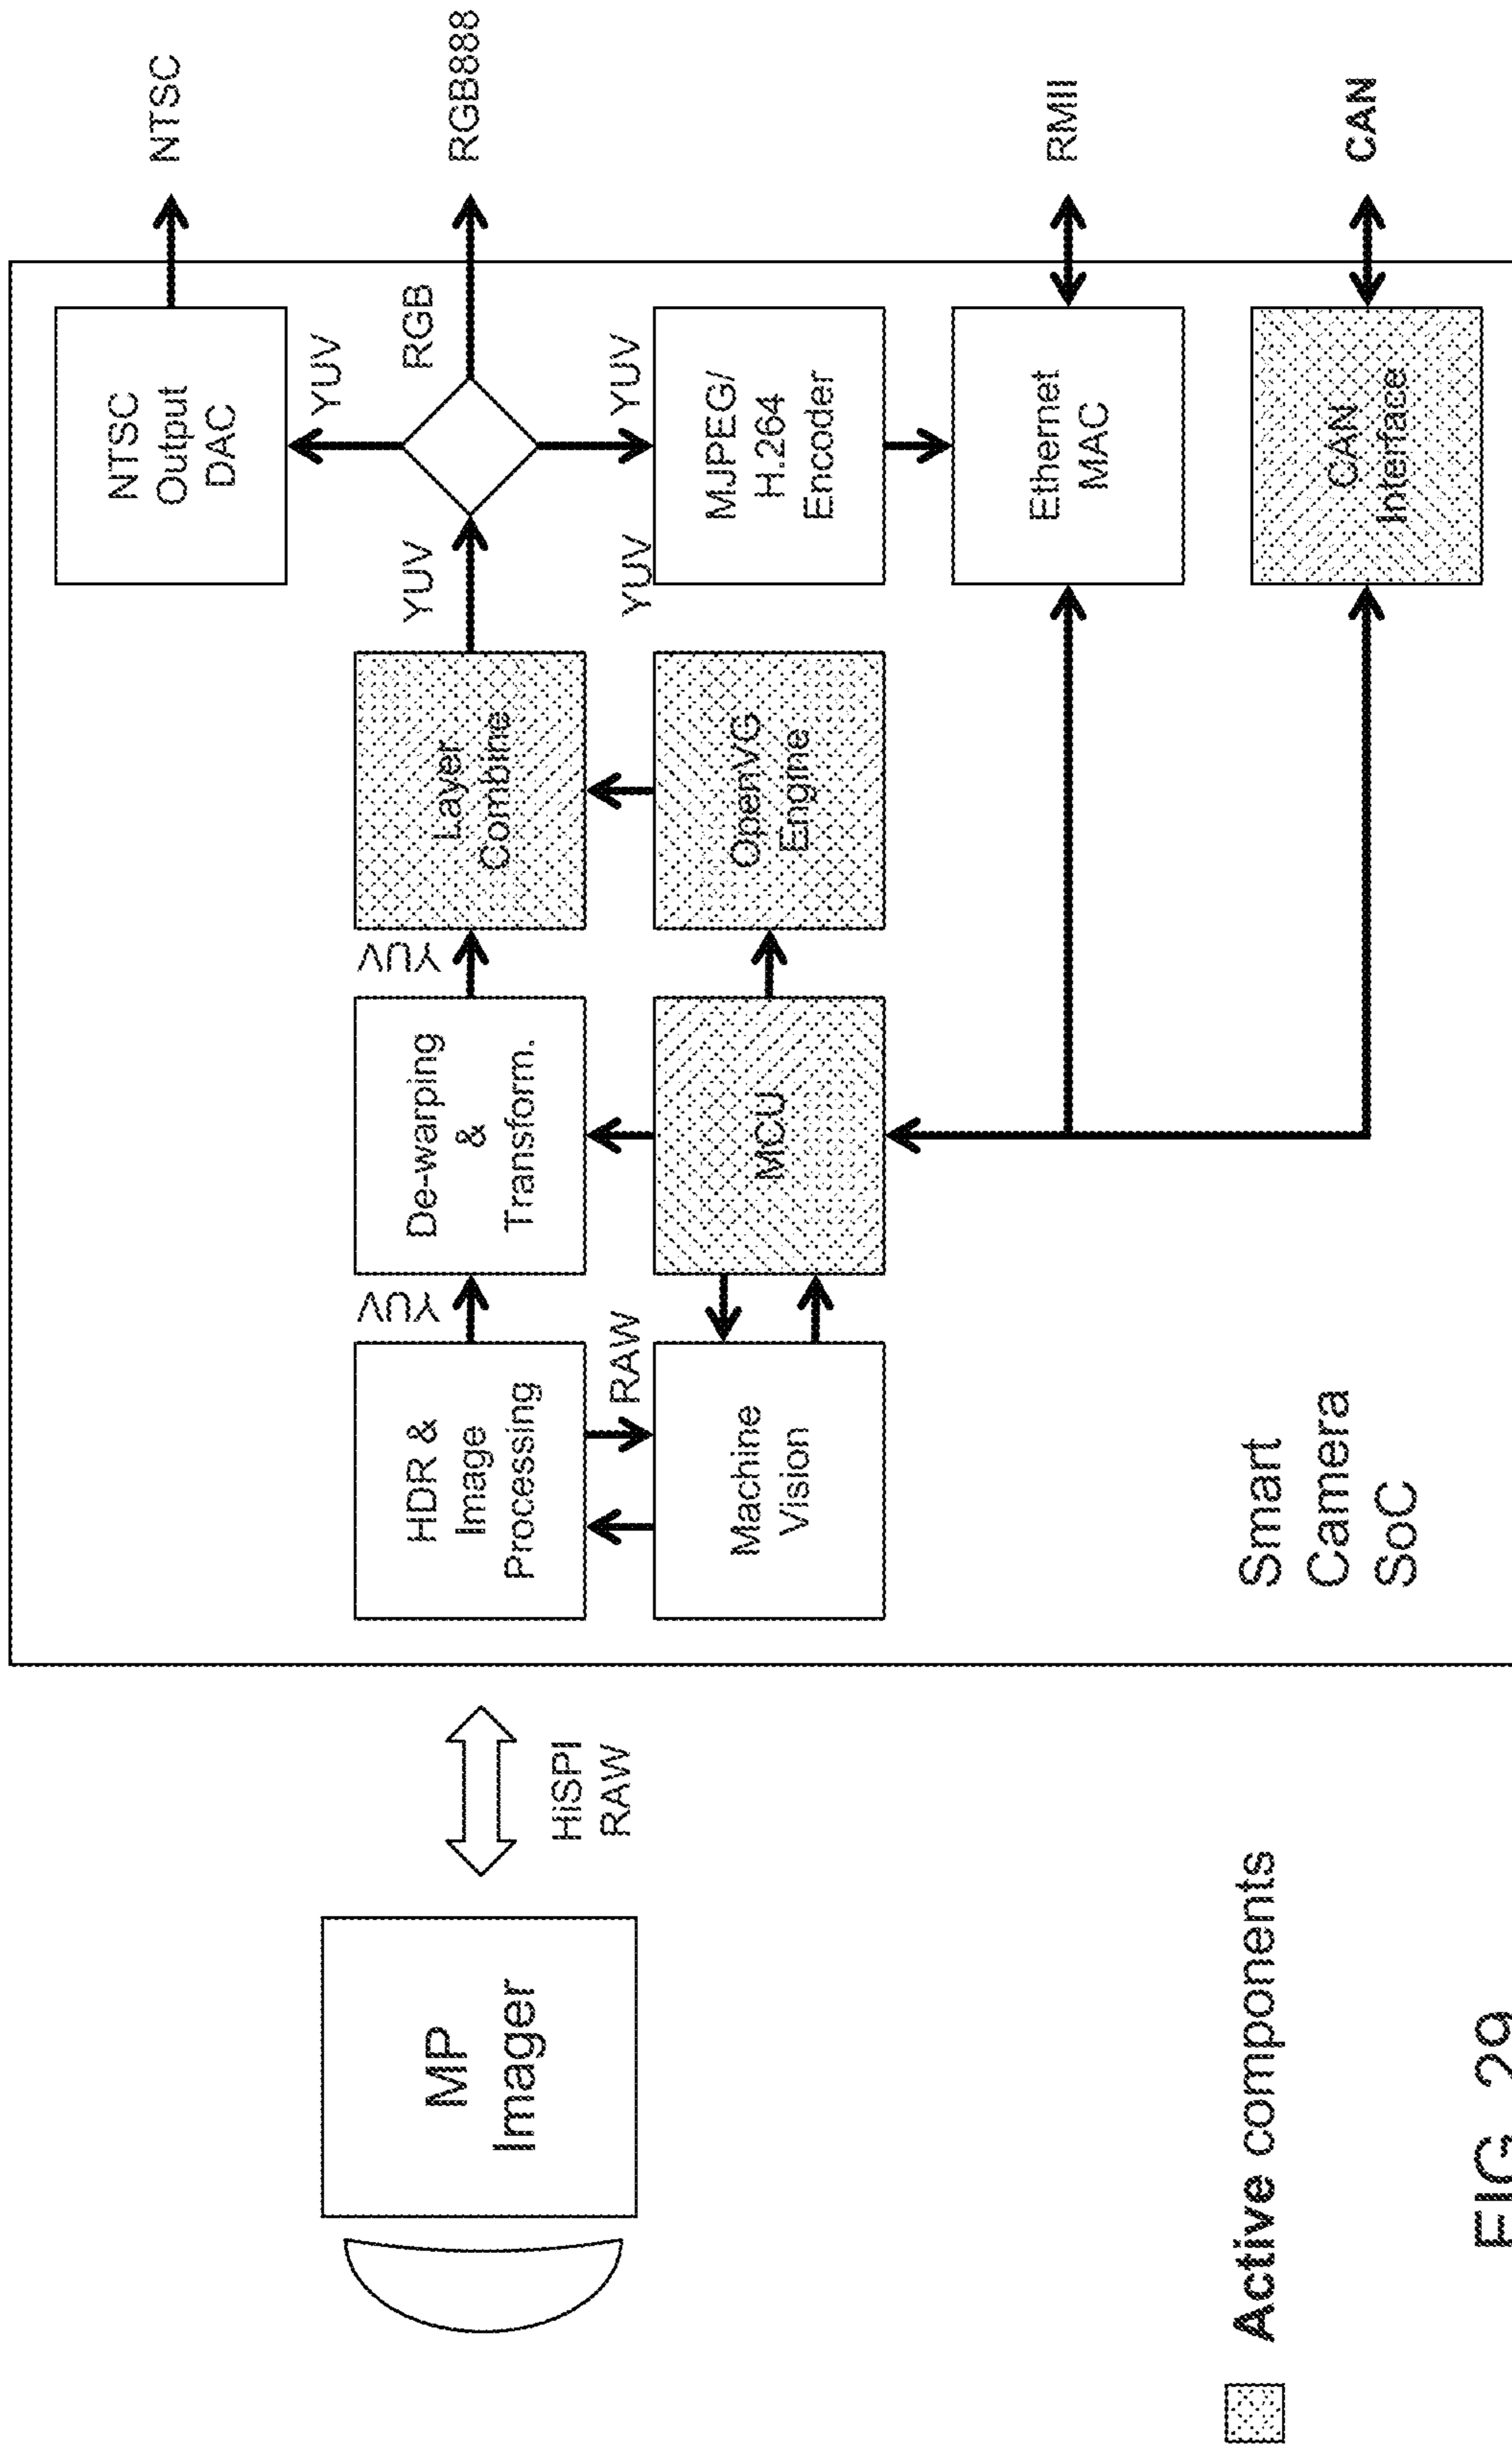 NTSC
RGB888
RMII
CAN
NTSC
Output
DAC
YUV
RGB
YUV
YUV
YUV
MJPEG/
H.264
Encoder
Ethernet
MAC
CAN
Interface
Layer
Combine
OpenVG
Engine
YUV
De-warping
&
Transform.
MCU
YUV
HDR &
Image
Processing
RAW
Machine
Vision
Smart
Camera
SoC
HiSPI
RAW
MP
Imager
Active components
FIG. 29